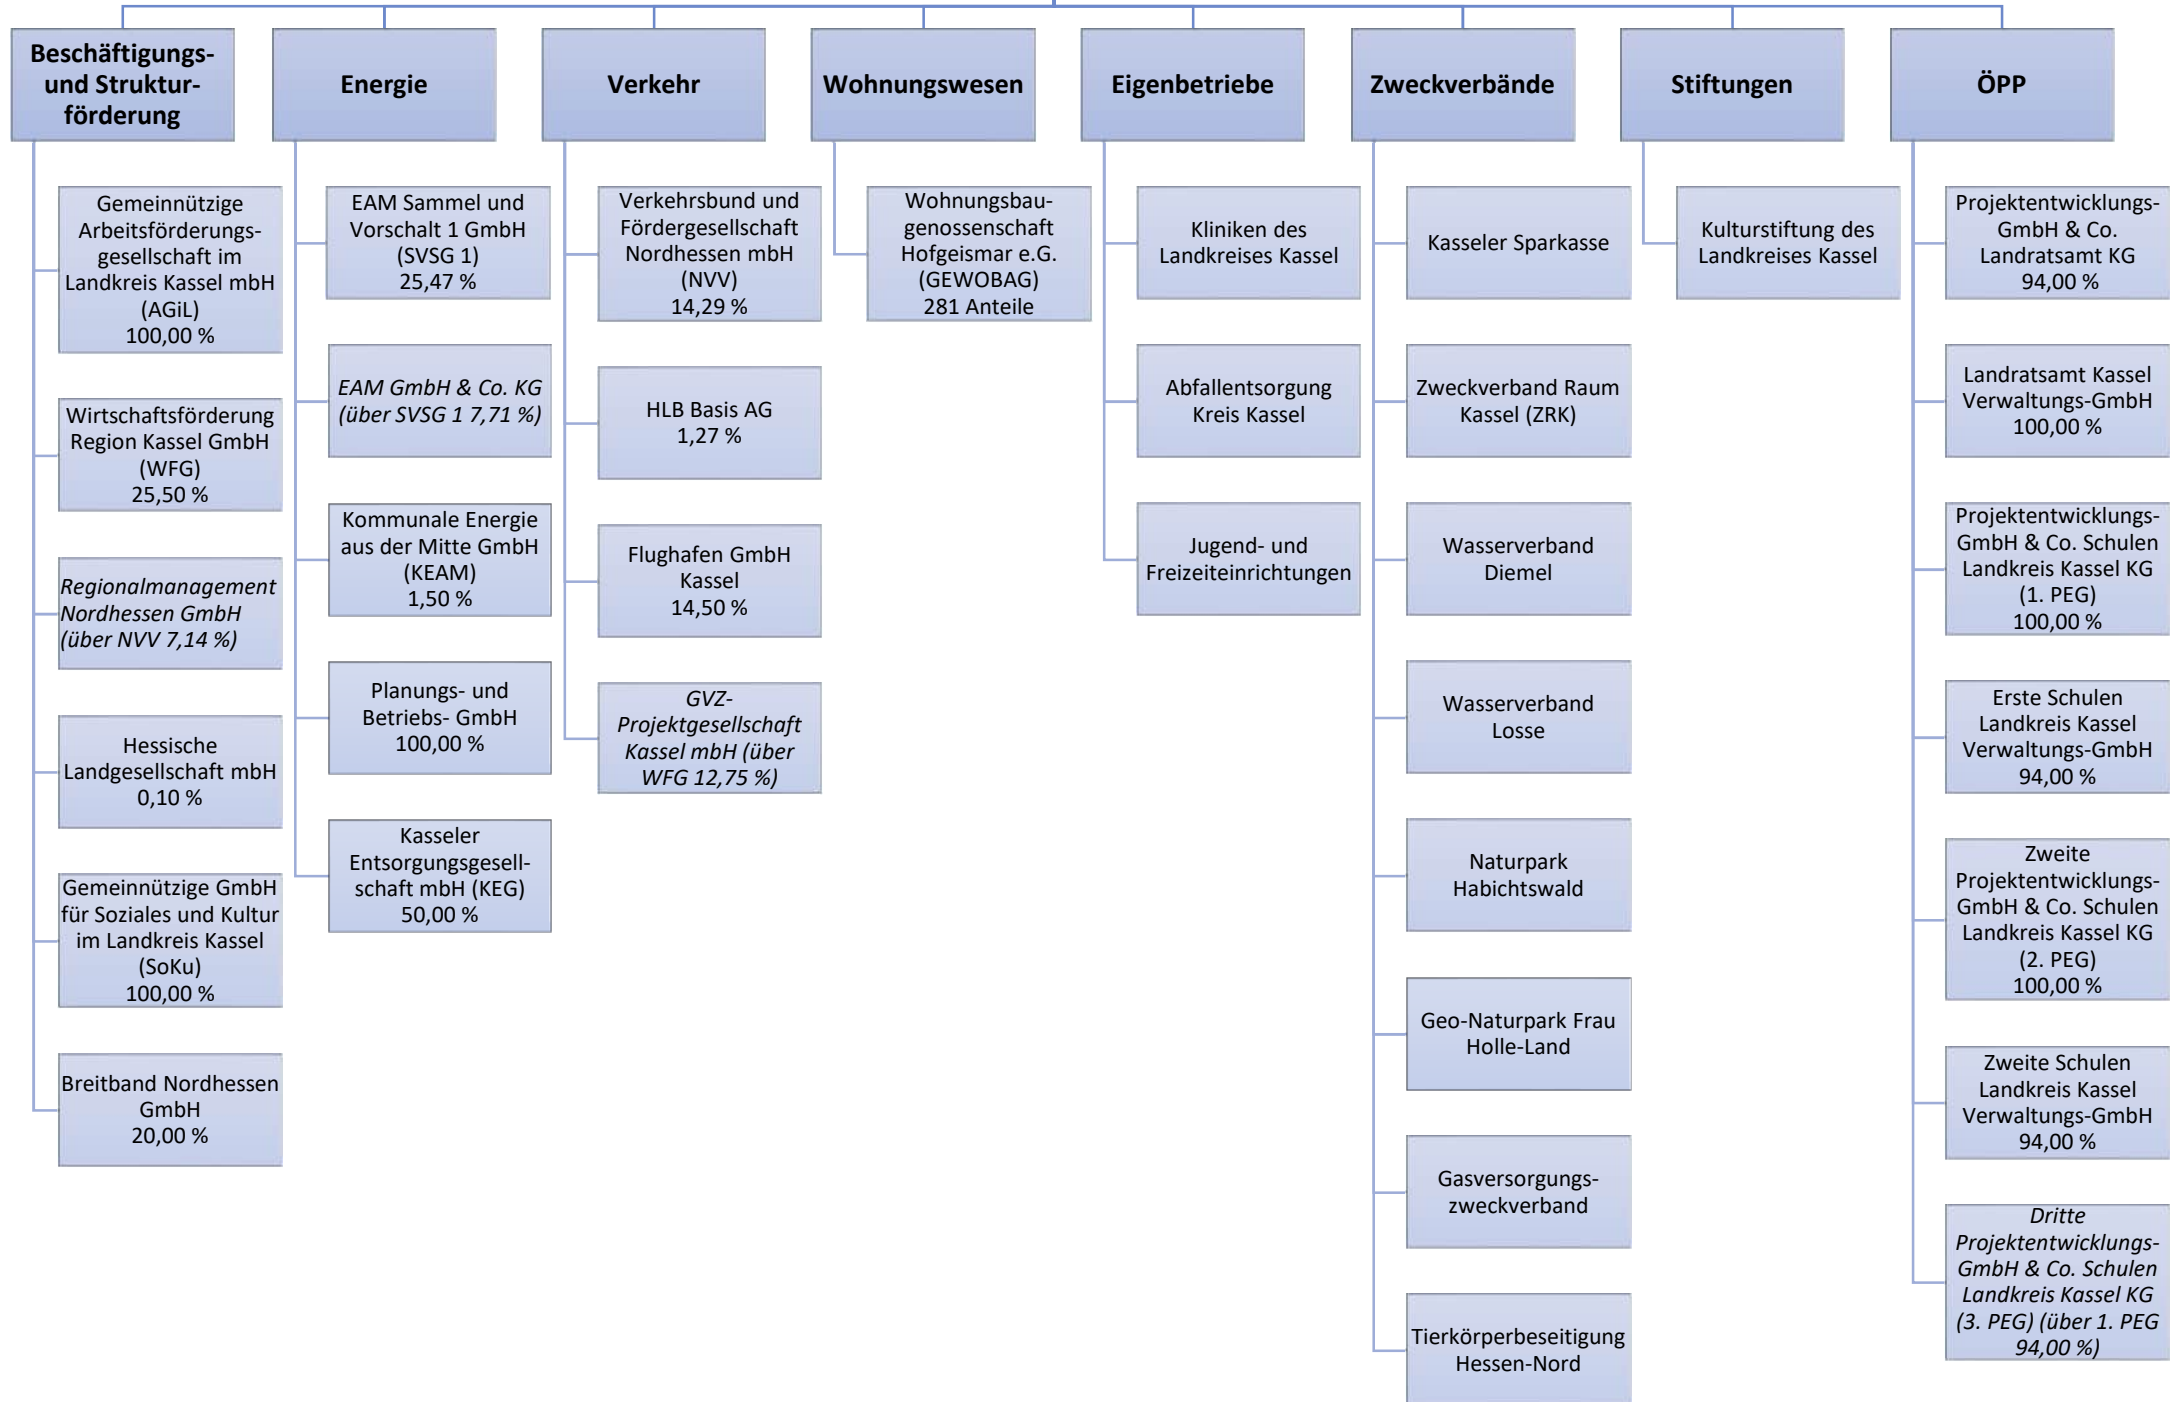 Beschäftigungs-
und Struktur-
förderung
Gemeinnützige
Arbeitsförderungs-
gesellschaft im
Landkreis Kassel mbH
(AGiL)
100,00 %
Wirtschaftsförderung
Region Kassel GmbH
(WFG)
25,50 %
Regionalmanagement
Nordhessen GmbH
(über NVV 7,14 %)
Hessische
Landgesellschaft mbH
0,10 %
Gemeinnützige GmbH
für Soziales und Kultur
im Landkreis Kassel
(SoKu)
100,00 %
Breitband Nordhessen
GmbH
20,00 %
Energie
EAM Sammel und
Vorschalt 1 GmbH
(SVSG 1)
25,47 %
EAM GmbH & Co. KG
(über SVSG 1 7,71 %)
Kommunale Energie
aus der Mitte GmbH
(KEAM)
1,50 %
Planungs- und
Betriebs- GmbH
100,00 %
Kasseler
Entsorgungsgesell-
schaft mbH (KEG)
50,00 %
Verkehr
Verkehrsbund und
Fördergesellschaft
Nordhessen mbH
(NVV)
14,29 %
HLB Basis AG
1,27 %
Flughafen GmbH
Kassel
14,50 %
GVZ-
Projektgesellschaft
Kassel mbH (über
WFG 12,75 %)
Wohnungswesen
Wohnungsbau-
genossenschaft
Hofgeismar e.G.
(GEWOBAG)
281 Anteile
Eigenbetriebe
Kliniken des
Landkreises Kassel
Abfallentsorgung
Kreis Kassel
Jugend- und
Freizeiteinrichtungen
Zweckverbände
Kasseler Sparkasse
Zweckverband Raum
Kassel (ZRK)
Wasserverband
Diemel
Wasserverband
Losse
Naturpark
Habichtswald
Geo-Naturpark Frau
Holle-Land
Gasversorgungs-
zweckverband
Tierkörperbeseitigung
Hessen-Nord
Stiftungen
Kulturstiftung des
Landkreises Kassel
ÖPP
Projektentwicklungs-
GmbH & Co.
Landratsamt KG
94,00 %
Landratsamt Kassel
Verwaltungs-GmbH
100,00 %
Projektentwicklungs-
GmbH & Co. Schulen
Landkreis Kassel KG
(1. PEG)
100,00 %
Erste Schulen
Landkreis Kassel
Verwaltungs-GmbH
94,00 %
Zweite
Projektentwicklungs-
GmbH & Co. Schulen
Landkreis Kassel KG
(2. PEG)
100,00 %
Zweite Schulen
Landkreis Kassel
Verwaltungs-GmbH
94,00 %
Dritte
Projektentwicklungs-
GmbH & Co. Schulen
Landkreis Kassel KG
(3. PEG) (über 1. PEG
94,00 %)